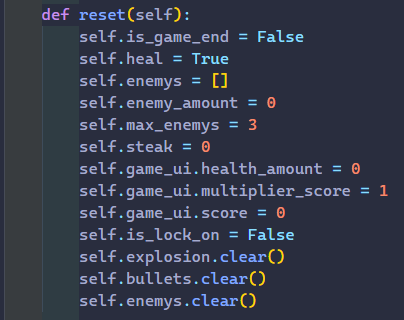 def reset(self):
self.is_game_end = False
self.heal = True
self.enemys = []
self.enemy_amount = 0
self.max_enemys = 3
self.steak = 0
self.game_ui.health_amount = 0
self.game_ui.multiplier_score = 1
self.game_ui.score = 0
self.is_lock_on = False
self.explosion.clear()
self.bullets.clear()
self.enemys.clear()